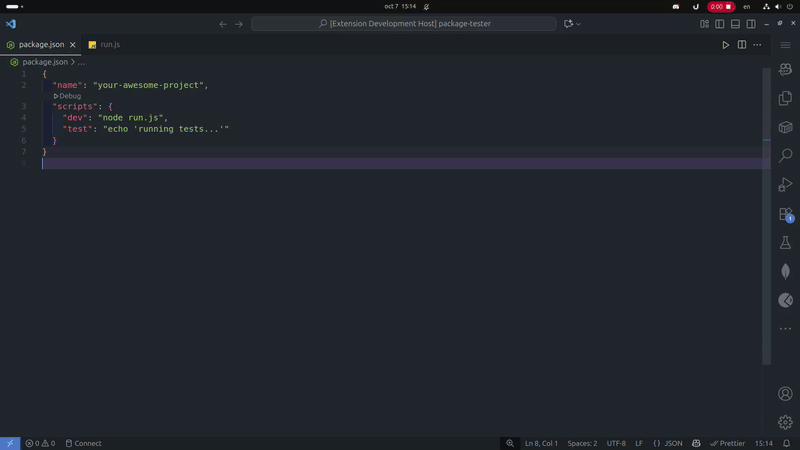 oct 7 15:14
0:00
en
[Extension Development Host] package-tester
package.json
run.js
package.json > ...
1 {
2 "name": "your-awesome-project",
Debug
3 "scripts": {
4 "dev": "node run.js",
5 "test": "echo 'running tests...'"
6 }
7 }
8
1
0 0 Connect
Ln 8, Col 1 Spaces: 2 UTF-8 LF {} JSON Prettier 15:14